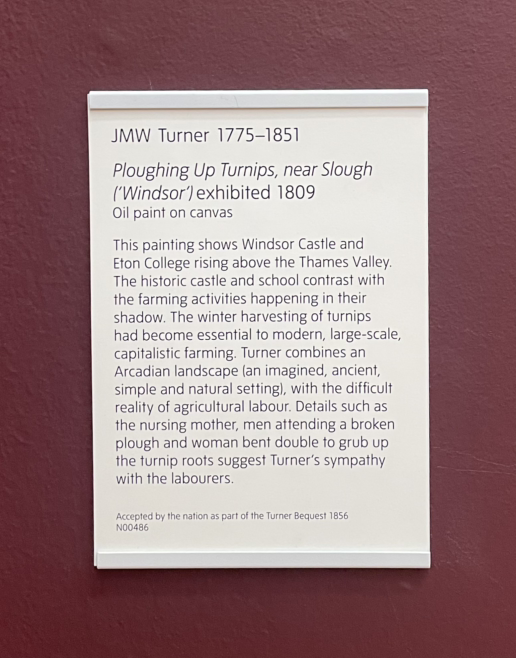 JMW Turner 1775–1851
Ploughing Up Turnips, near Slough
(‘Windsor’) exhibited 1809
Oil paint on canvas
This painting shows Windsor Castle and
Eton College rising above the Thames Valley.
The historic castle and school contrast with
the farming activities happening in their
shadow. The winter harvesting of turnips
had become essential to modern, large-scale,
capitalistic farming. Turner combines an
Arcadian landscape (an imagined, ancient,
simple and natural setting), with the difficult
reality of agricultural labour. Details such as
the nursing mother, men attending a broken
plough and woman bent double to grub up
the turnip roots suggest Turner’s sympathy
with the labourers.
Accepted by the nation as part of the Turner Bequest 1856
N00486